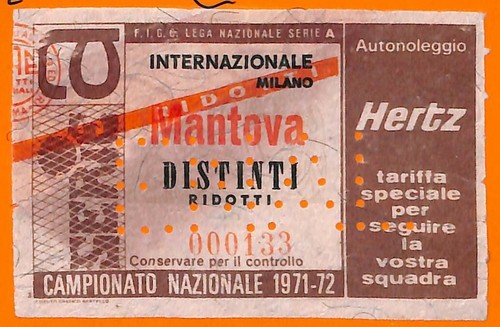 F.I.G.C. LEGA NAZIONALE SERIE A
INTERNAZIONALE
MILANO
RIDOTTI
Mantova
DISTINTI
RIDOTTI
000133
Conservare per il controllo
CAMPIONATO NAZIONALE 1971-72
Autonoleggio
Hertz
tariffa
speciale
per
seguire
la
vostra
squadra